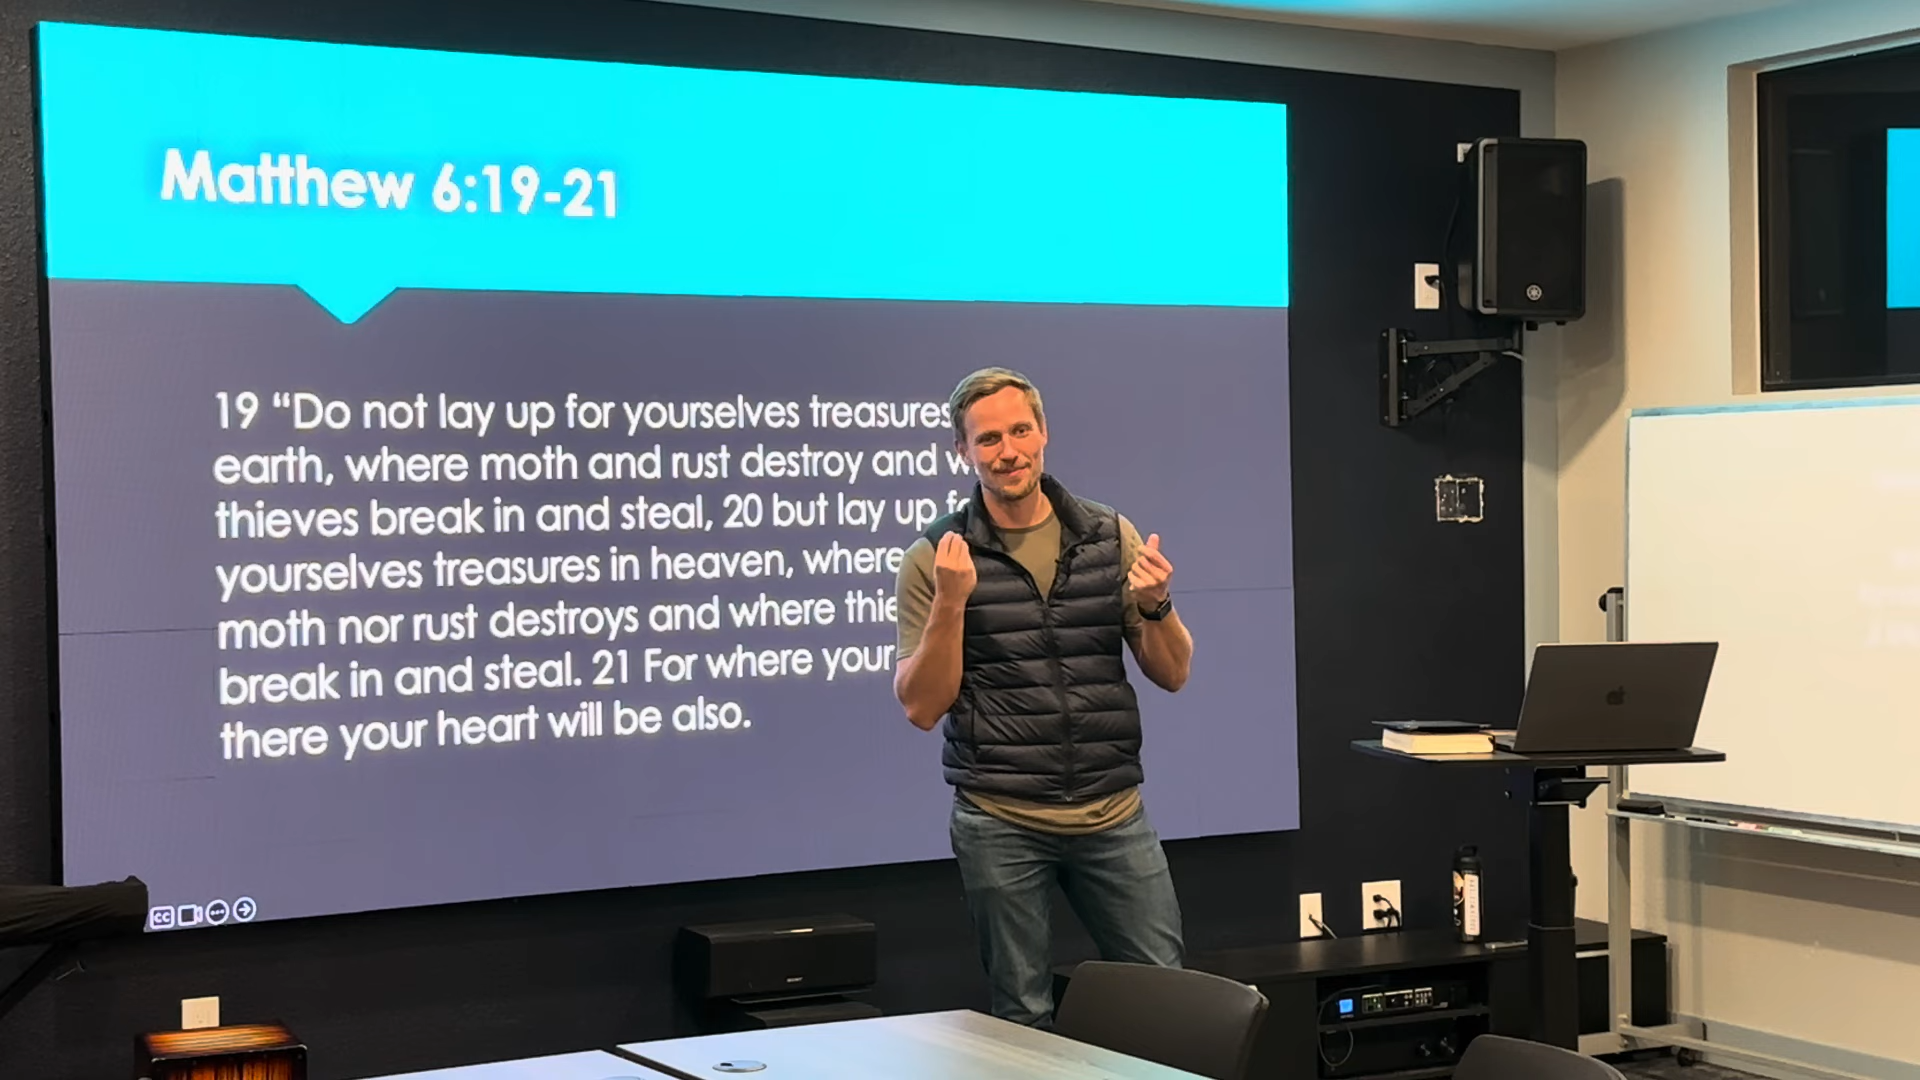 Matthew 6:19-21
19 “Do not lay up for yourselves treasures
earth, where moth and rust destroy and
thieves break in and steal, 20 but lay up
yourselves treasures in heaven, where
moth nor rust destroys and where
break in and steal. 21 For where your
there your heart will be also.
CC